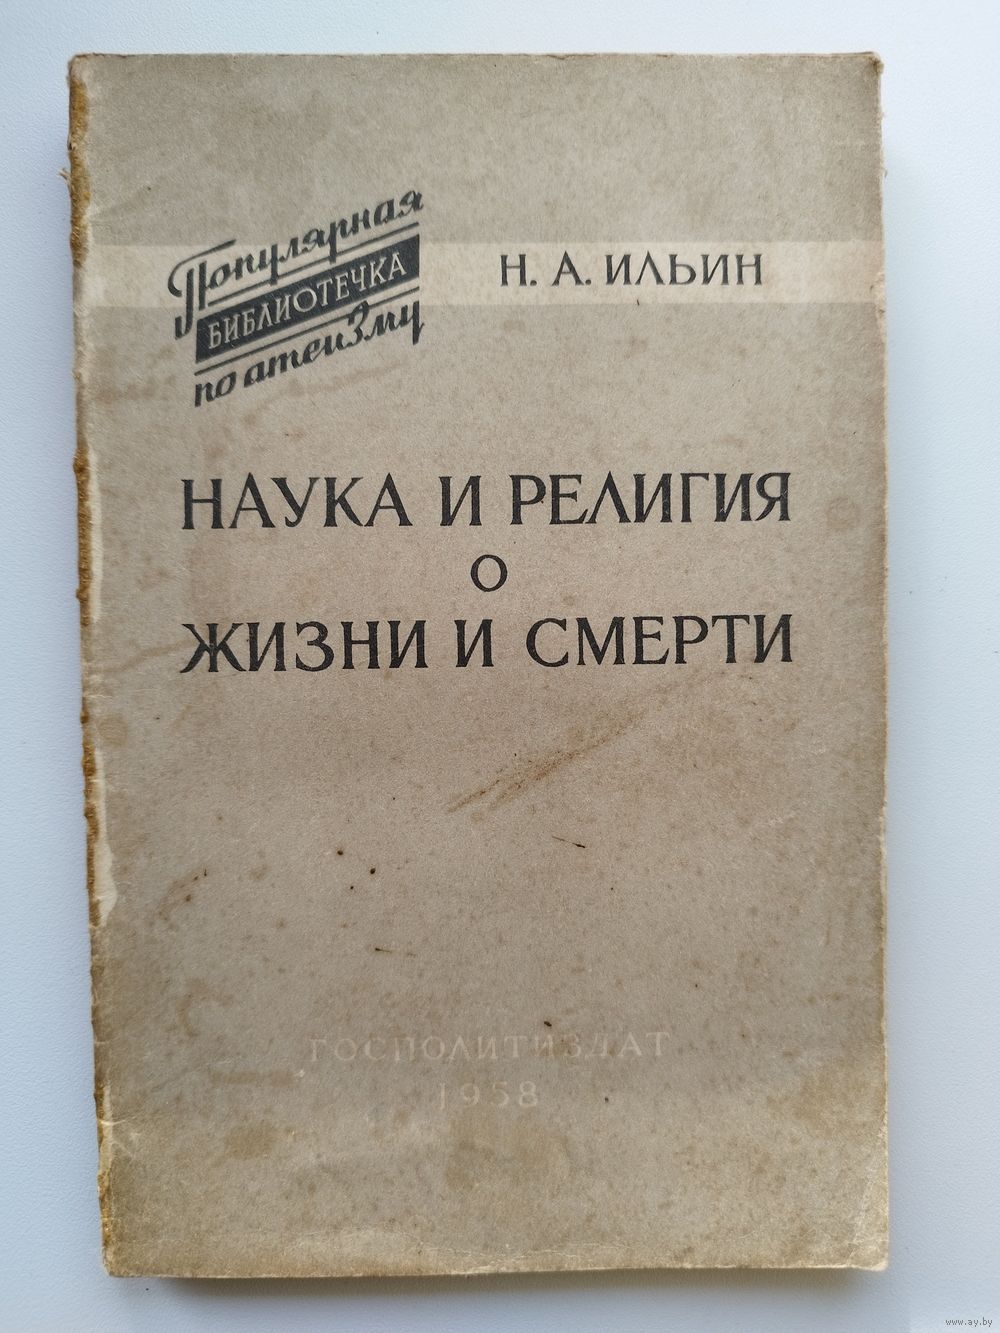 Популярная
БИБЛИОТЕЧКА
по атеизму
Н. А. ИЛЬИН
НАУКА И РЕЛИГИЯ
О
ЖИЗНИ И СМЕРТИ
ГОСПОЛИТИЗДАТ
1958
www.ay.by